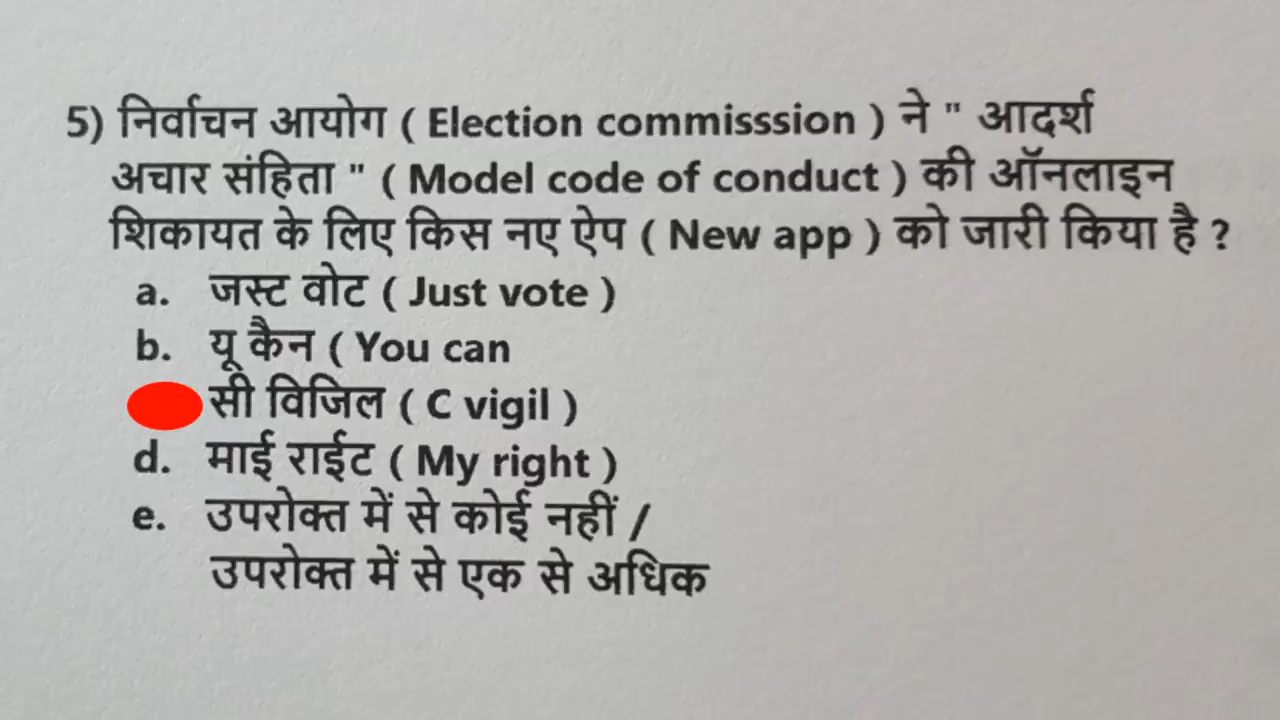 5) निर्वाचन आयोग ( Election commisssion ) ने " आदर्श
अचार संहिता " ( Model code of conduct ) की ऑनलाइन
शिकायत के लिए किस नए ऐप ( New app ) को जारी किया है ?
a. जस्ट वोट ( Just vote )
b. यू कैन ( You can
सी विजिल ( C vigil )
d. माई राईट ( My right )
e. उपरोक्त में से कोई नहीं /
उपरोक्त में से एक से अधिक